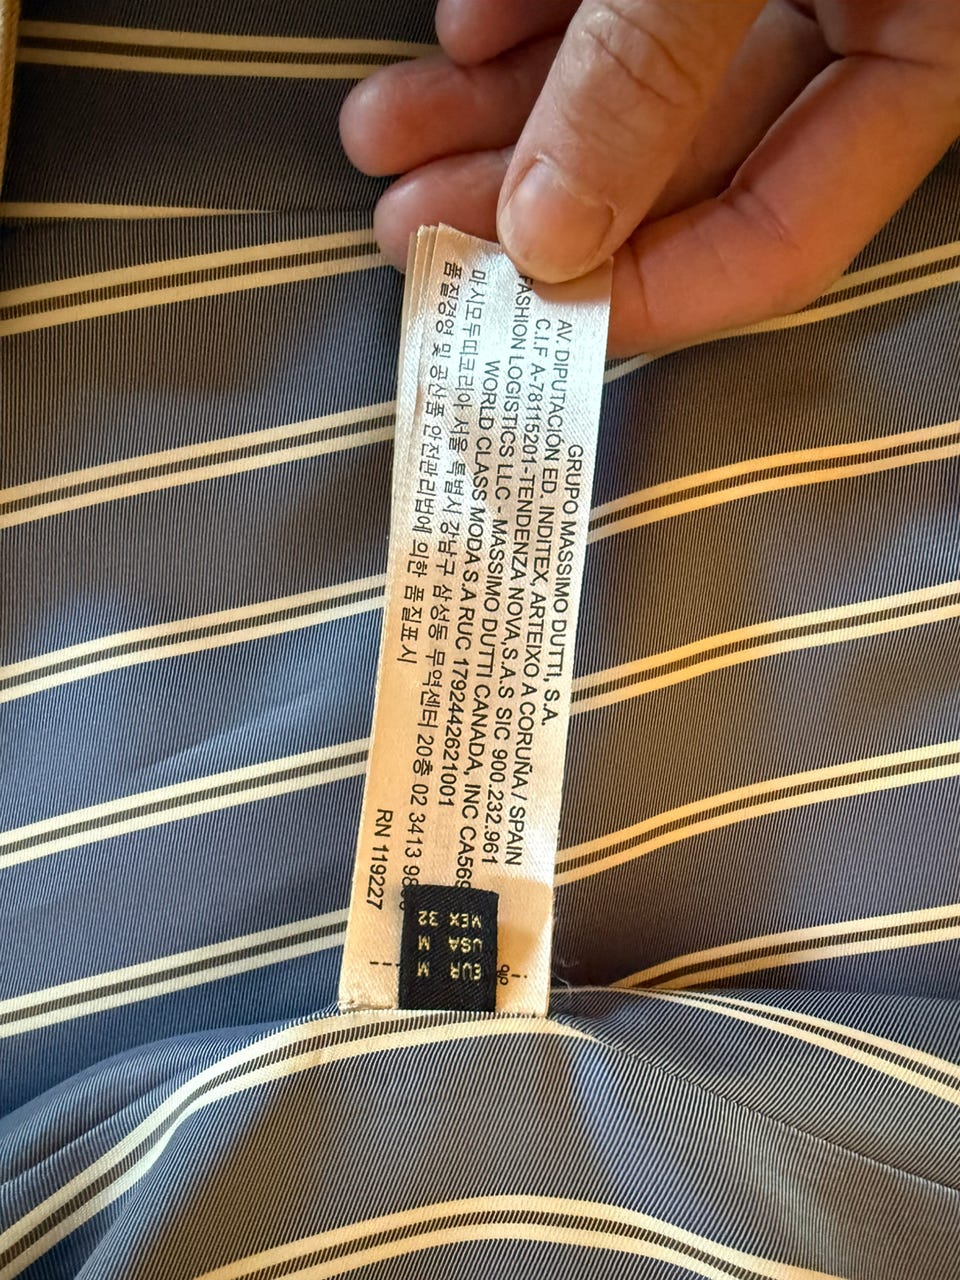 GRUPO MASSIMO DUTTI, S.A.
AV. DIPUTACIÓN ED. INDITEX, ARTEIXO A CORUÑA / SPAIN
C.I.F A-78115201-TENDENZA NOVA,S.A.S SIC 900.232.961
FASHION LOGISTICS LLC - MASSIMO DUTTI CANADA, INC
WORLD CLASS MODA S.A RUC 1792442621001
마시모두띠코리아 서울 특별시 강남구 삼성동 무역센터 20층 02 3413
품질경영 및 공산품 안전관리법에 의한 품질표시
RN 119227
EUR M
USA M
MEX 32